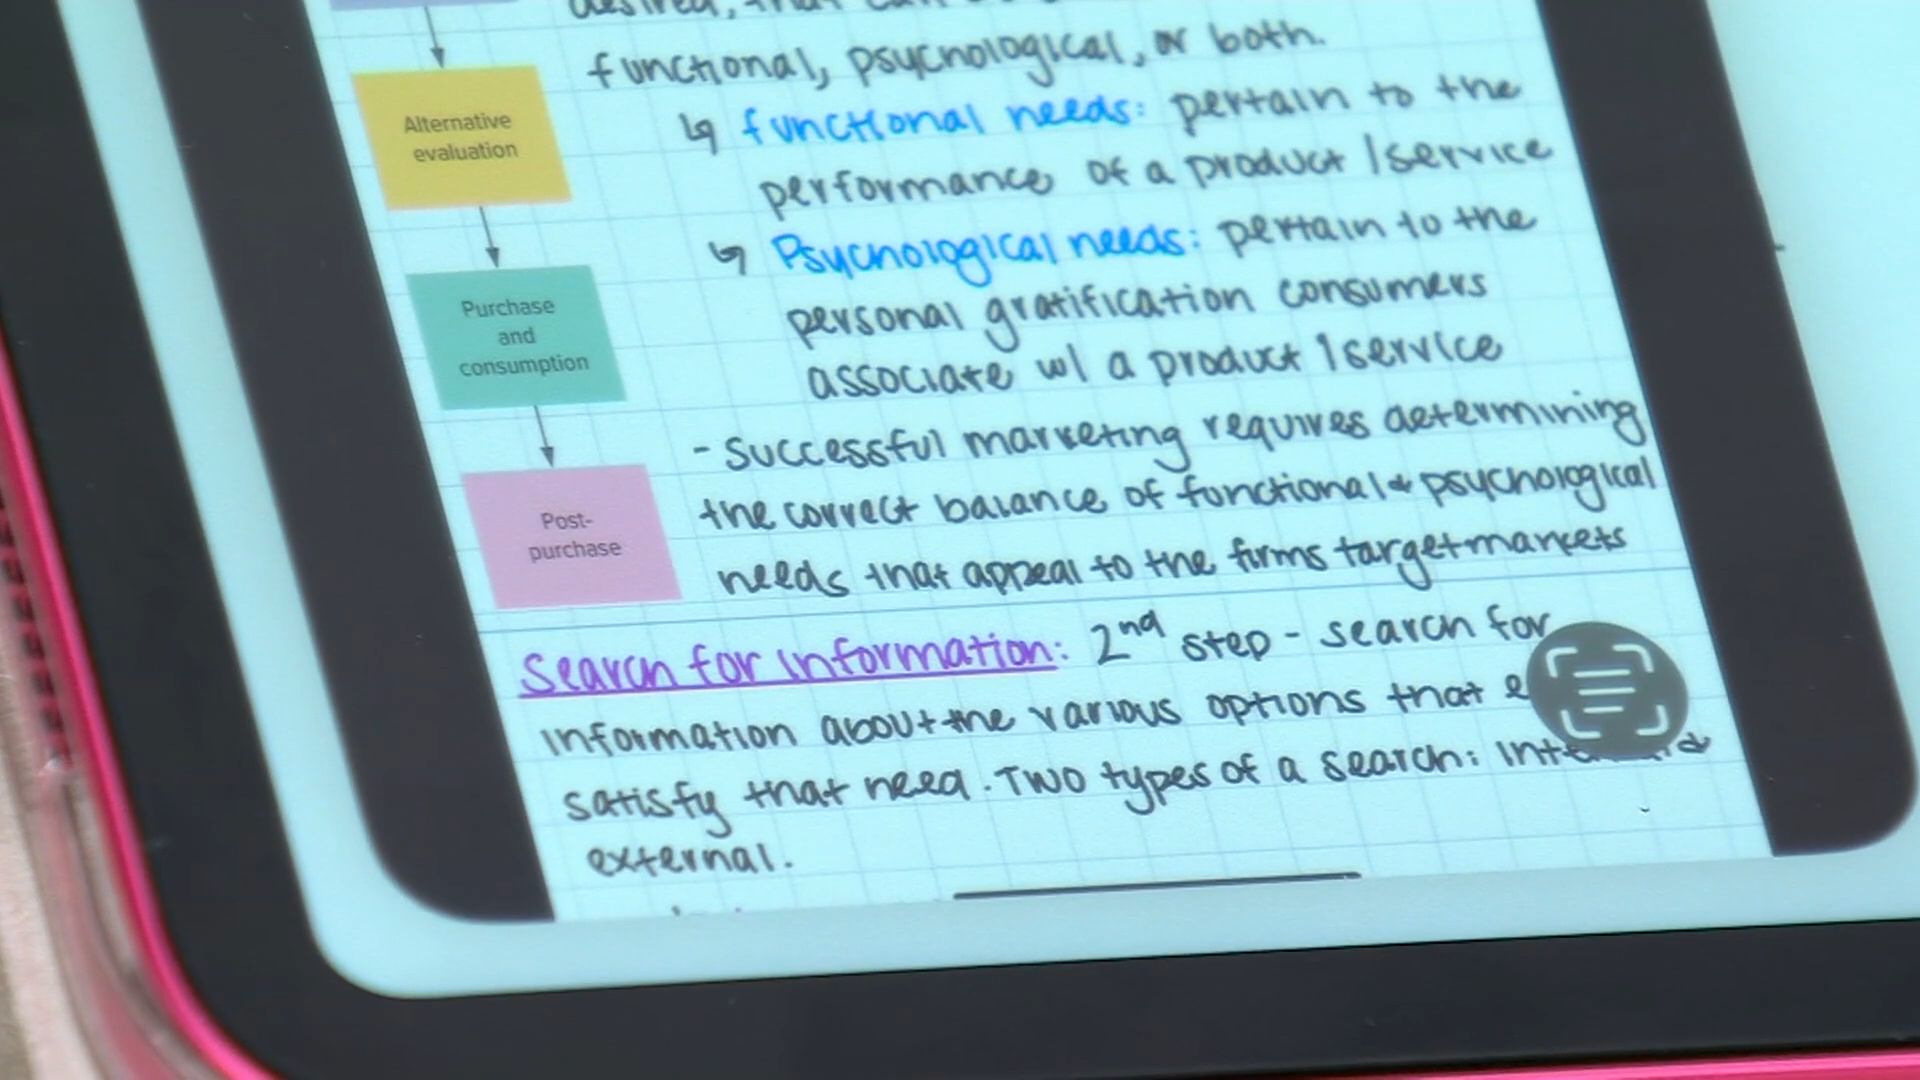 functional, psychological, or both.
Alternative
evaluation
↳ functional needs: pertain to the
performance of a product/service
↳ Psychological needs: pertain to the
Purchase
and
consumption
personal gratification consumers
associate w/ a product/service
- Successful marketing requires determining
the correct balance of functional & psychological
Post-
purchase
needs that appeal to the firms target markets
Search for information: 2nd step - search for
information about the various options that
satisfy that need. Two types of a search:
external.